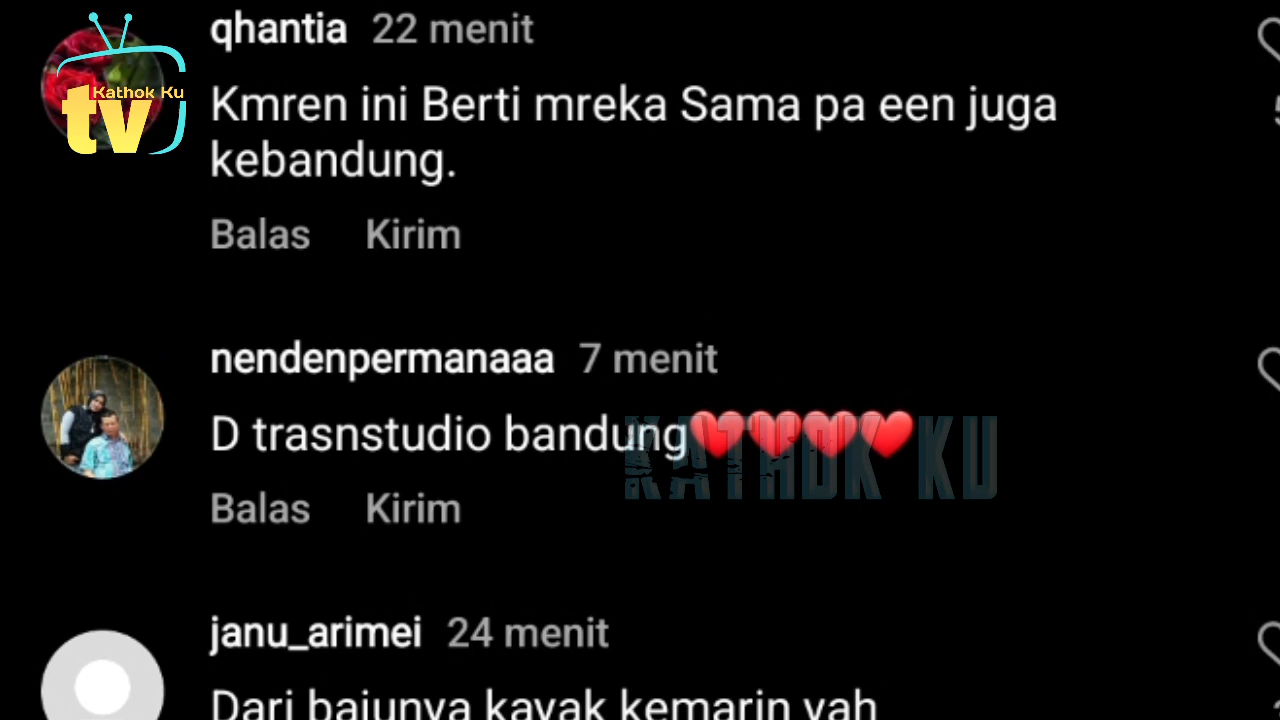 qhantia 22 menit
Kathok Ku
tv
Kmren ini Berti mreka Sama pa een juga
kebandung.
Balas Kirim
nendenpermanaaa 7 menit
D trasnstudio bandung❤️❤️❤️❤️
KATHOK KU
Balas Kirim
janu_arimei 24 menit
Dari bajunya kayak kemarin yah